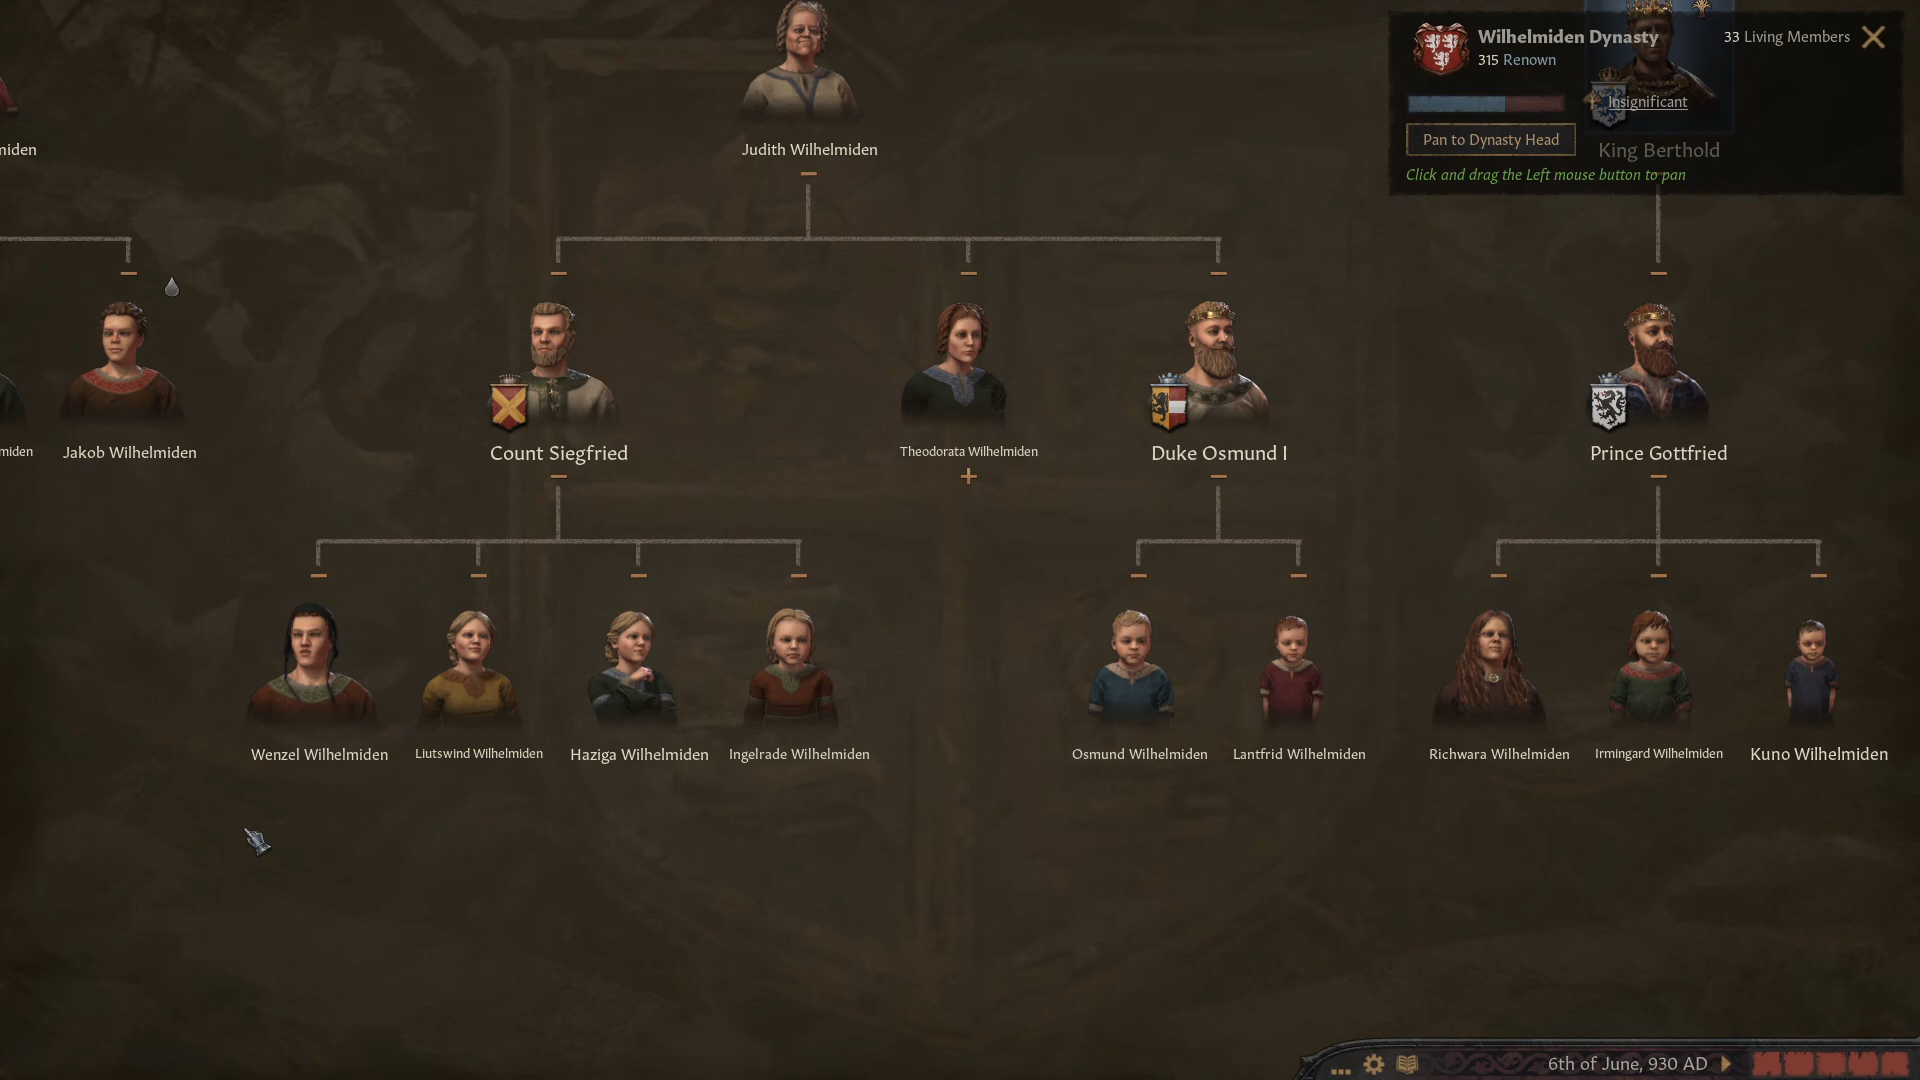 Wilhelmiden Dynasty
33 Living Members
315 Renown
Insignificant
Pan to Dynasty Head
King Berthold
Click and drag the Left mouse button to pan
miden
Judith Wilhelmiden
miden
Jakob Wilhelmiden
Count Siegfried
Theodorata Wilhelmiden
Duke Osmund I
Prince Gottfried
Wenzel Wilhelmiden
Liutswind Wilhelmiden
Haziga Wilhelmiden
Ingelrade Wilhelmiden
Osmund Wilhelmiden
Lantfrid Wilhelmiden
Richwara Wilhelmiden
Irmingard Wilhelmiden
Kuno Wilhelmiden
6th of June, 930 AD